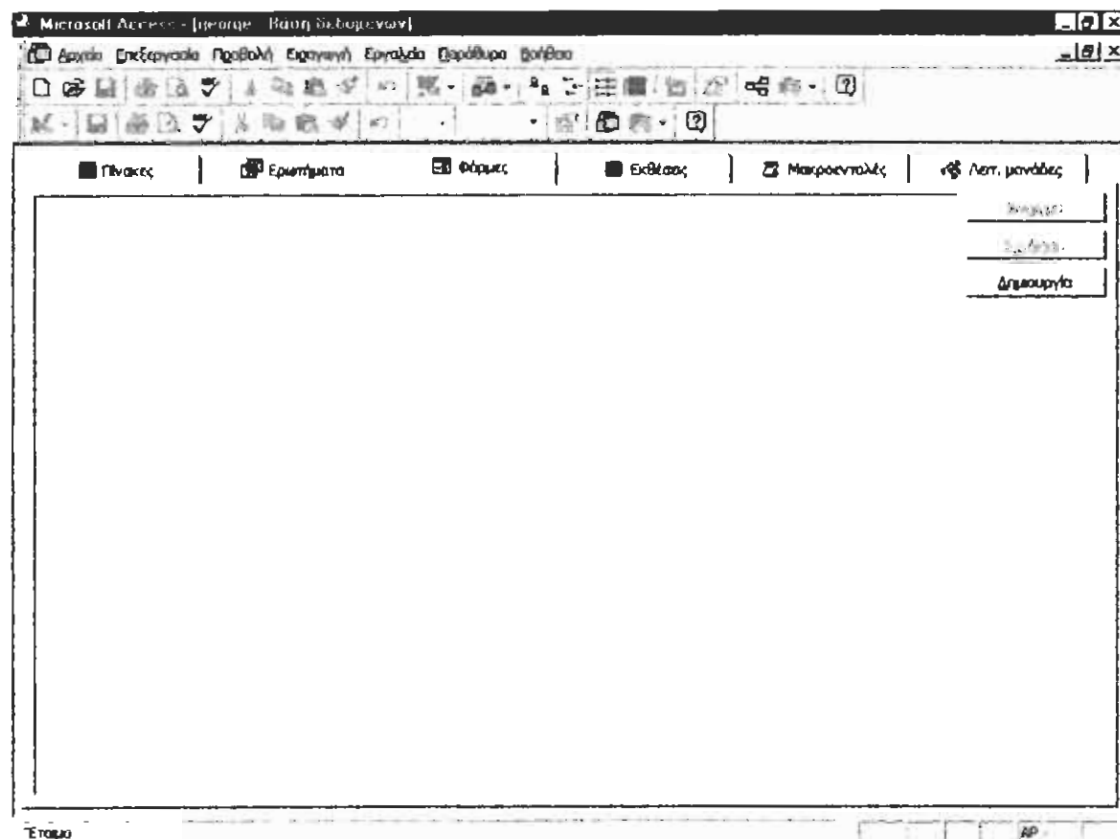 Microsoft Access - [george : Βάση δεδομένων]
Αρχείο Επεξεργασία Προβολή Εισαγωγή Εργαλεία Παράθυρο Βοήθεια
Πίνακες Ερωτήματα Φόρμες Εκθέσεις Μακροεντολές Λειτ. μονάδες
Δημιουργία
Έτοιμο